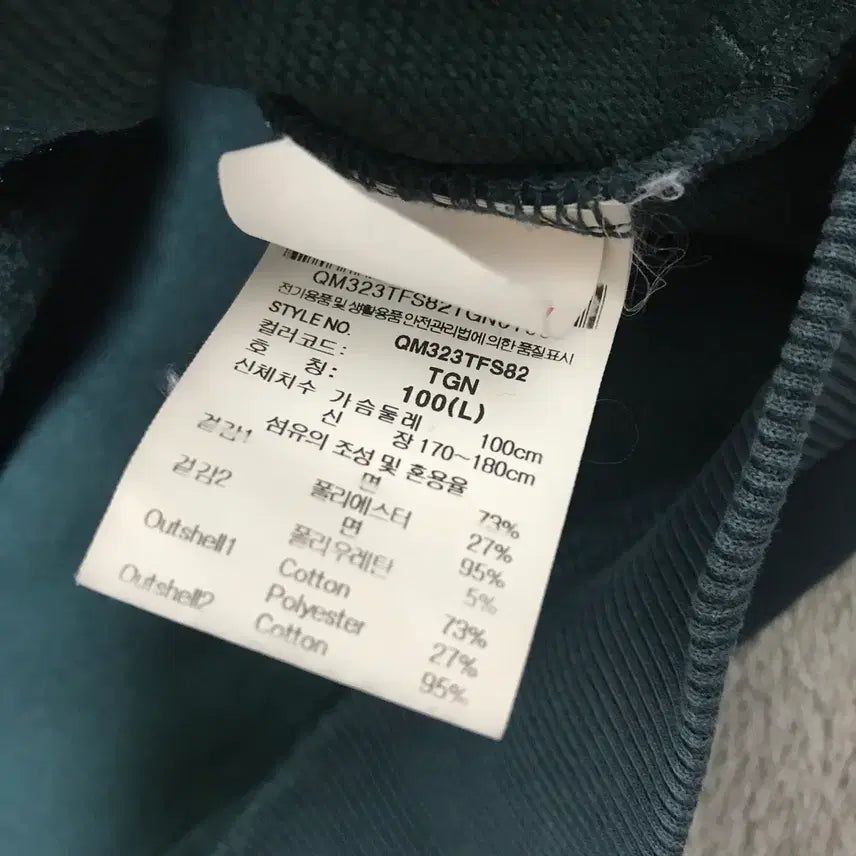 QM323TFS82TGN
전기용품 및 생활용품 안전관리법에 의한 품질표시
STYLE NO. QM323TFS82
컬러코드: TGN
호 칭: 100(L)
신체치수 가슴둘레 100cm
신 장 170~180cm
섬유의 조성 및 혼용율
겉감1 면 73%
폴리에스터 27%
겉감2 면 95%
폴리우레탄 5%
Outshell1 Cotton 73%
Polyester 27%
Outshell2 Cotton 95%